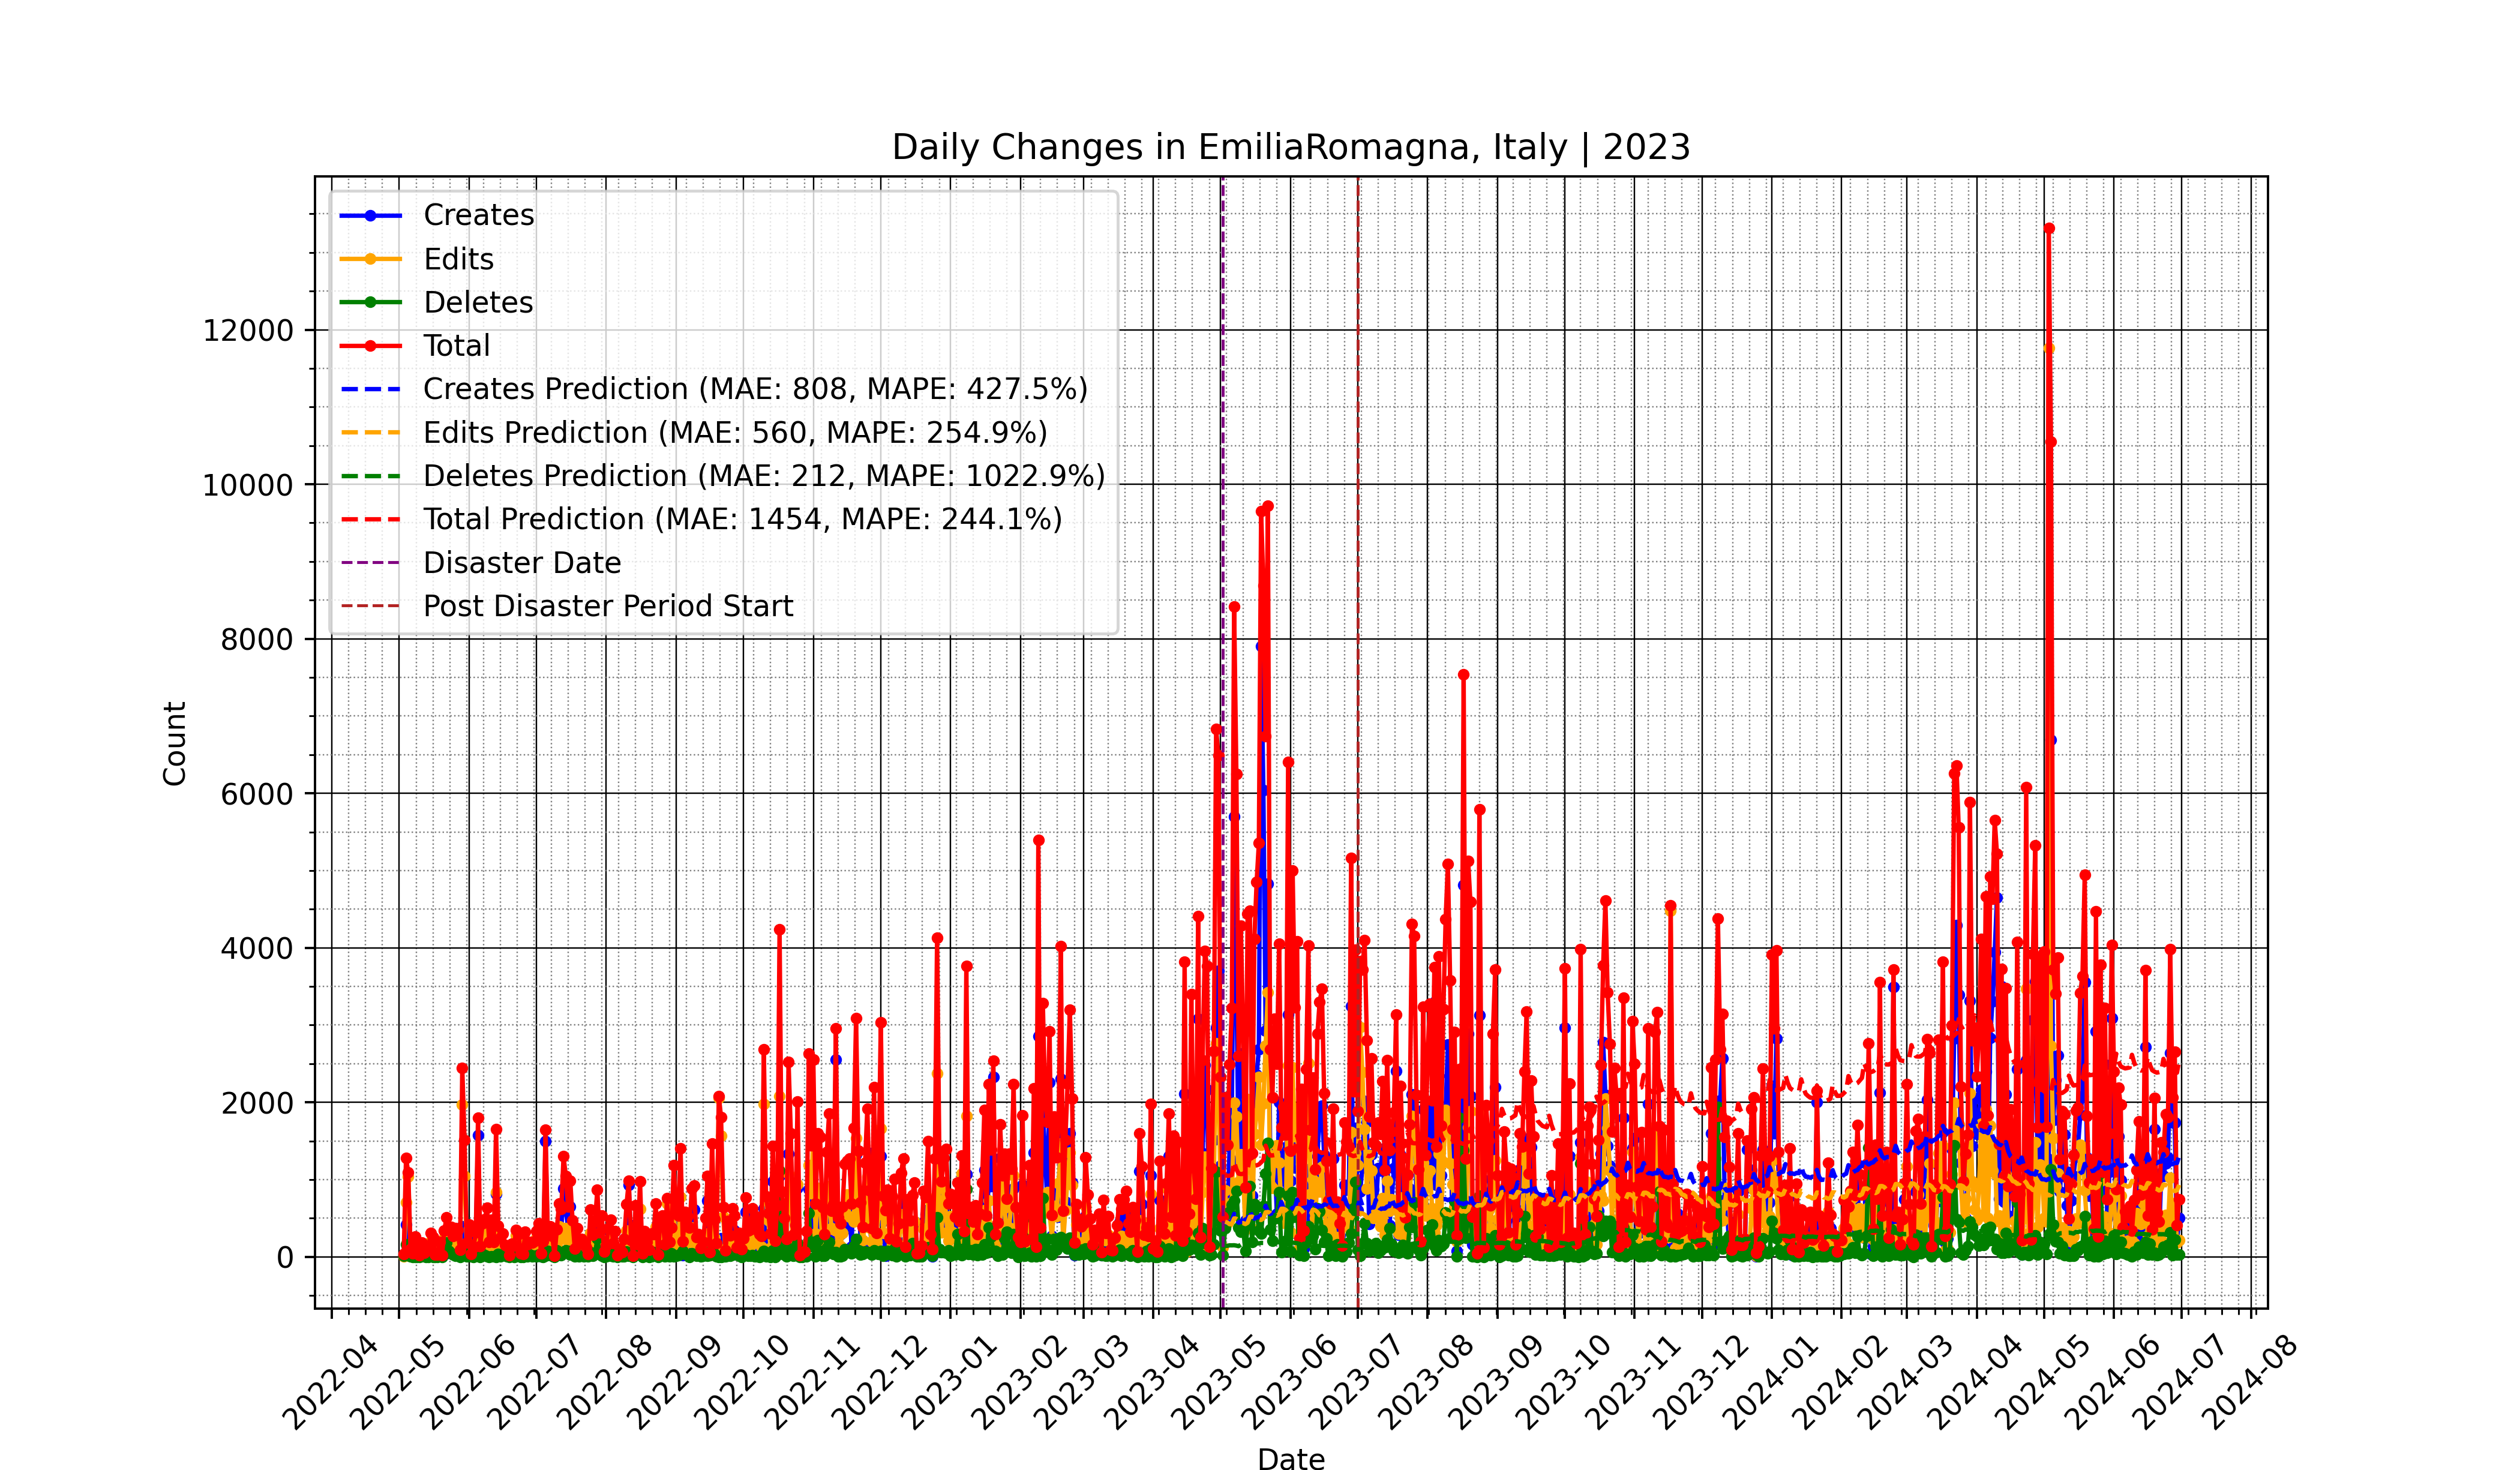 Daily Changes in EmiliaRomagna, Italy | 2023
Creates
Edits
Deletes
Total
Creates Prediction (MAE: 808, MAPE: 427.5%)
Edits Prediction (MAE: 560, MAPE: 254.9%)
Deletes Prediction (MAE: 212, MAPE: 1022.9%)
Total Prediction (MAE: 1454, MAPE: 244.1%)
Disaster Date
Post Disaster Period Start
Count
12000
10000
8000
6000
4000
2000
0
2022-04
2022-05
2022-06
2022-07
2022-08
2022-09
2022-10
2022-11
2022-12
2023-01
2023-02
2023-03
2023-04
2023-05
2023-06
2023-07
2023-08
2023-09
2023-10
2023-11
2023-12
2024-01
2024-02
2024-03
2024-04
2024-05
2024-06
2024-07
2024-08
Date